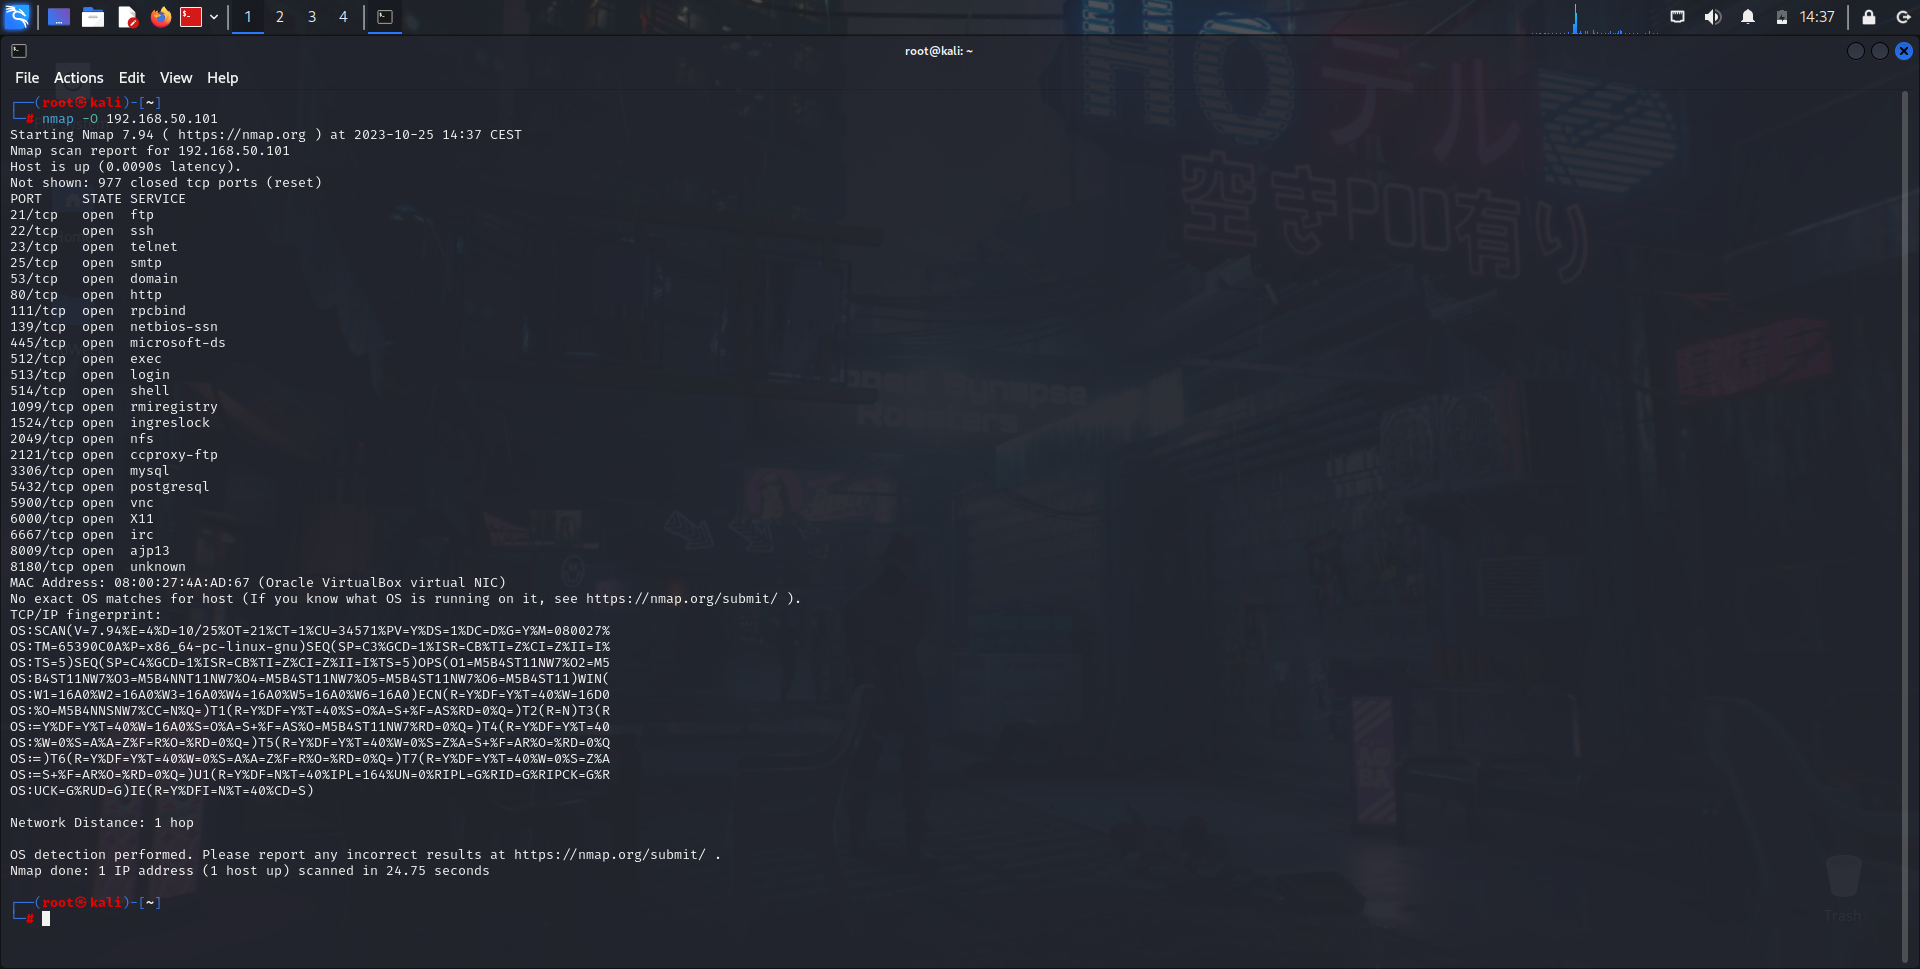 1 2 3 4
14:37
root@kali: ~
File Actions Edit View Help
┌──(root㉿kali)-[~]
└─# nmap -O 192.168.50.101
Starting Nmap 7.94 ( https://nmap.org ) at 2023-10-25 14:37 CEST
Nmap scan report for 192.168.50.101
Host is up (0.0090s latency).
Not shown: 977 closed tcp ports (reset)
PORT     STATE SERVICE
21/tcp   open  ftp
22/tcp   open  ssh
23/tcp   open  telnet
25/tcp   open  smtp
53/tcp   open  domain
80/tcp   open  http
111/tcp  open  rpcbind
139/tcp  open  netbios-ssn
445/tcp  open  microsoft-ds
512/tcp  open  exec
513/tcp  open  login
514/tcp  open  shell
1099/tcp open  rmiregistry
1524/tcp open  ingreslock
2049/tcp open  nfs
2121/tcp open  ccproxy-ftp
3306/tcp open  mysql
5432/tcp open  postgresql
5900/tcp open  vnc
6000/tcp open  X11
6667/tcp open  irc
8009/tcp open  ajp13
8180/tcp open  unknown
MAC Address: 08:00:27:4A:AD:67 (Oracle VirtualBox virtual NIC)
No exact OS matches for host (If you know what OS is running on it, see https://nmap.org/submit/ ).
TCP/IP fingerprint:
OS:SCAN(V=7.94%E=4%D=10/25%OT=21%CT=1%CU=34571%PV=Y%DS=1%DC=D%G=Y%M=080027%
OS:TM=65390C0A%P=x86_64-pc-linux-gnu)SEQ(SP=C3%GCD=1%ISR=CB%TI=Z%CI=Z%II=I%
OS:TS=5)SEQ(SP=C4%GCD=1%ISR=CB%TI=Z%CI=Z%II=I%TS=5)OPS(O1=M5B4ST11NW7%O2=M5
OS:B4ST11NW7%O3=M5B4NNT11NW7%O4=M5B4ST11NW7%O5=M5B4ST11NW7%O6=M5B4ST11)WIN(
OS:W1=16A0%W2=16A0%W3=16A0%W4=16A0%W5=16A0%W6=16A0)ECN(R=Y%DF=Y%T=40%W=16D0
OS:%O=M5B4NNSNW7%CC=N%Q=)T1(R=Y%DF=Y%T=40%S=O%A=S+%F=AS%RD=0%Q=)T2(R=N)T3(R
OS:=Y%DF=Y%T=40%W=16A0%S=O%A=S+%F=AS%O=M5B4ST11NW7%RD=0%Q=)T4(R=Y%DF=Y%T=40
OS:%W=0%S=A%A=Z%F=R%O=%RD=0%Q=)T5(R=Y%DF=Y%T=40%W=0%S=Z%A=S+%F=AR%O=%RD=0%Q
OS:=)T6(R=Y%DF=Y%T=40%W=0%S=A%A=Z%F=R%O=%RD=0%Q=)T7(R=Y%DF=Y%T=40%W=0%S=Z%A
OS:=S+%F=AR%O=%RD=0%Q=)U1(R=Y%DF=N%T=40%IPL=164%UN=0%RIPL=G%RID=G%RIPCK=G%R
OS:UCK=G%RUD=G)IE(R=Y%DFI=N%T=40%CD=S)
Network Distance: 1 hop
OS detection performed. Please report any incorrect results at https://nmap.org/submit/ .
Nmap done: 1 IP address (1 host up) scanned in 24.75 seconds
┌──(root㉿kali)-[~]
└─#
Hoテル
空きPOD有り
Synapse
Roasters
Trash